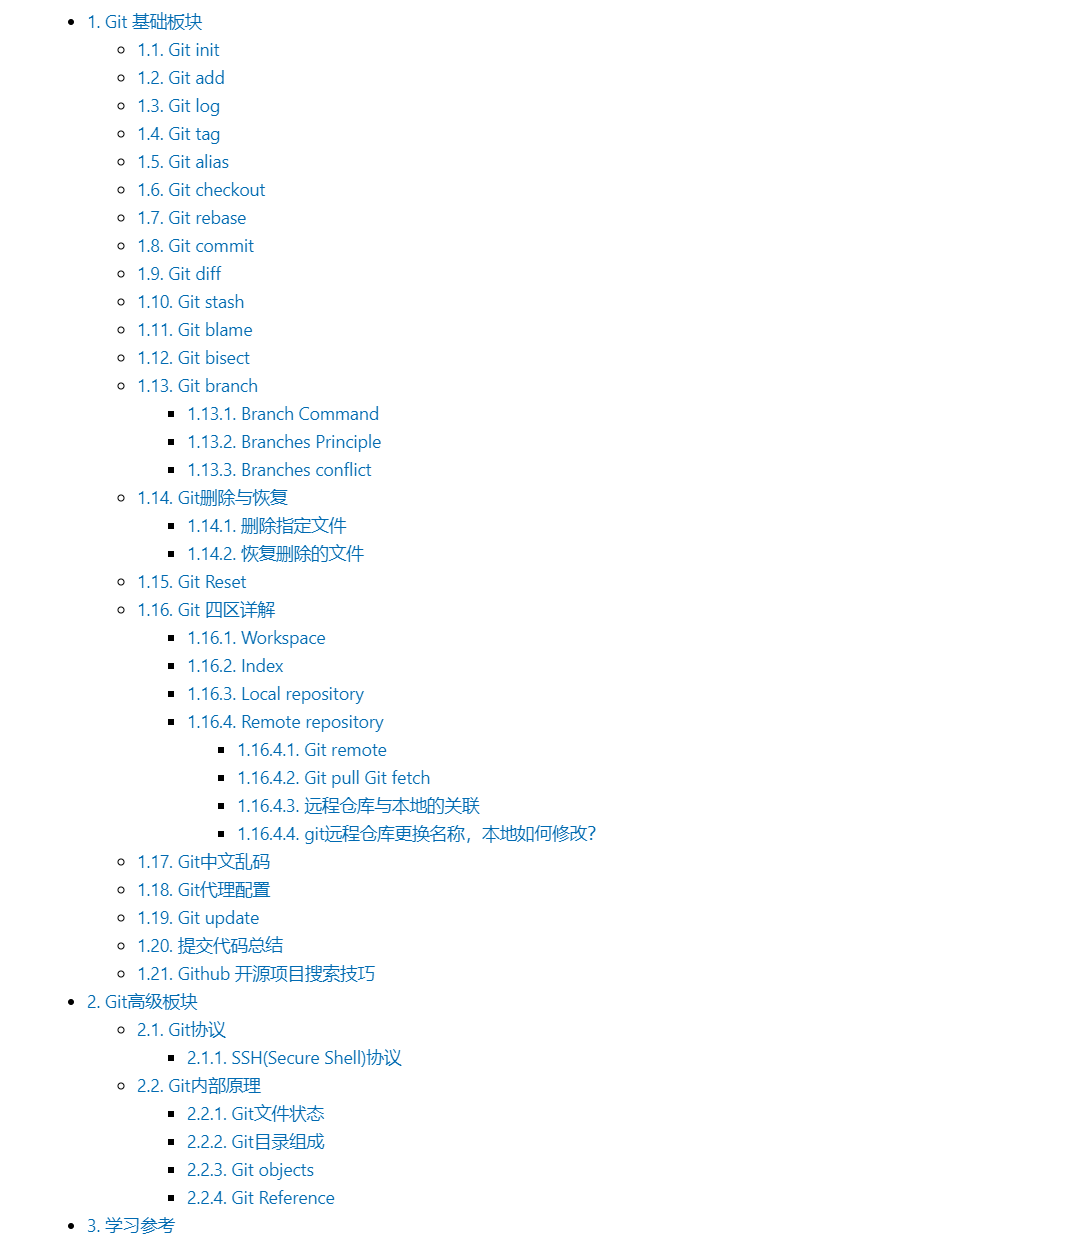 1. Git 基础板块
1.1. Git init
1.2. Git add
1.3. Git log
1.4. Git tag
1.5. Git alias
1.6. Git checkout
1.7. Git rebase
1.8. Git commit
1.9. Git diff
1.10. Git stash
1.11. Git blame
1.12. Git bisect
1.13. Git branch
1.13.1. Branch Command
1.13.2. Branches Principle
1.13.3. Branches conflict
1.14. Git删除与恢复
1.14.1. 删除指定文件
1.14.2. 恢复删除的文件
1.15. Git Reset
1.16. Git 四区详解
1.16.1. Workspace
1.16.2. Index
1.16.3. Local repository
1.16.4. Remote repository
1.16.4.1. Git remote
1.16.4.2. Git pull Git fetch
1.16.4.3. 远程仓库与本地的关联
1.16.4.4. git远程仓库更换名称，本地如何修改？
1.17. Git中文乱码
1.18. Git代理配置
1.19. Git update
1.20. 提交代码总结
1.21. Github 开源项目搜索技巧
2. Git高级板块
2.1. Git协议
2.1.1. SSH(Secure Shell)协议
2.2. Git内部原理
2.2.1. Git文件状态
2.2.2. Git目录组成
2.2.3. Git objects
2.2.4. Git Reference
3. 学习参考